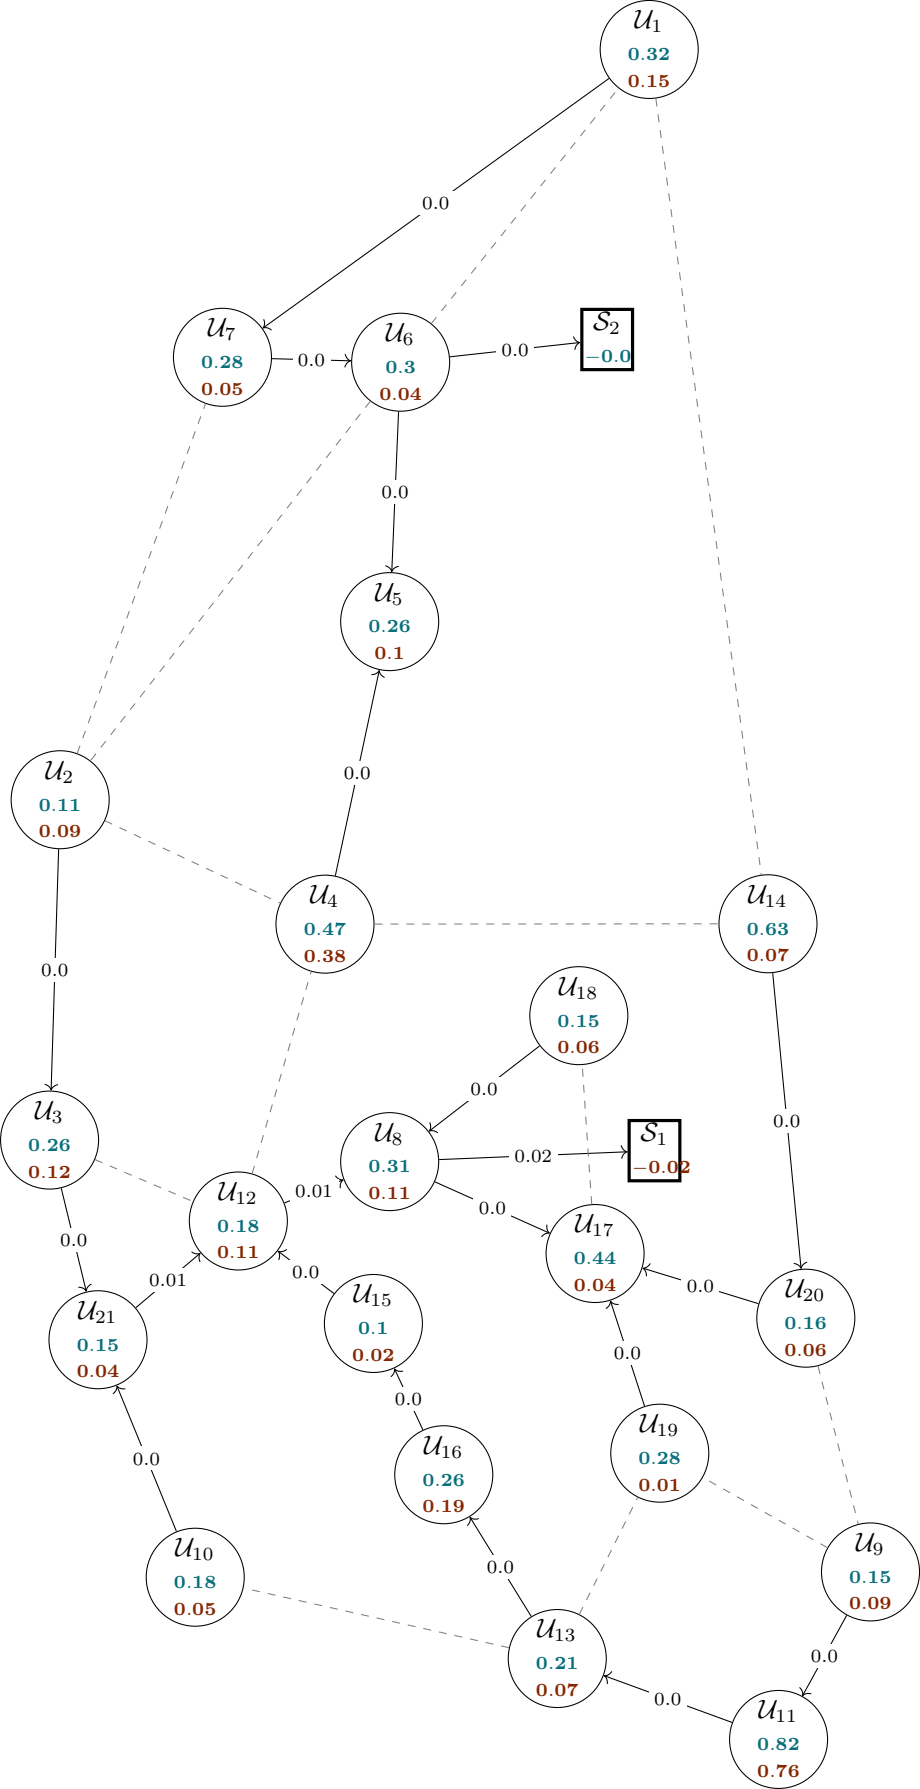 𝒰1
0.32
0.15
0.0
𝒰7
0.28
0.05
0.0
𝒰6
0.3
0.04
0.0
𝒮2
−0.0
0.0
𝒰5
0.26
0.1
0.0
𝒰2
0.11
0.09
𝒰4
0.47
0.38
𝒰14
0.63
0.07
0.0
𝒰18
0.15
0.06
0.0
𝒰3
0.26
0.12
𝒰8
0.31
0.11
0.02
𝒮1
−0.02
0.0
𝒰12
0.18
0.11
0.01
0.0
𝒰17
0.44
0.04
0.0
0.01
0.0
0.0
𝒰20
0.16
0.06
𝒰21
0.15
0.04
𝒰15
0.1
0.02
0.0
0.0
𝒰19
0.28
0.01
𝒰16
0.26
0.19
0.0
𝒰10
0.18
0.05
0.0
𝒰9
0.15
0.09
𝒰13
0.21
0.07
0.0
0.0
𝒰11
0.82
0.76